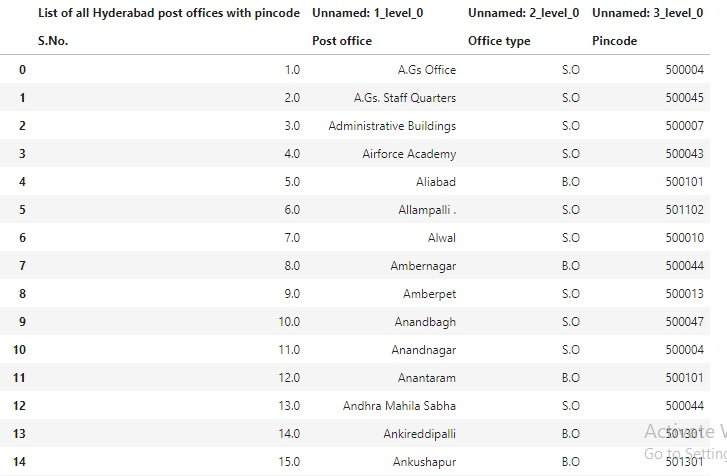 List of all Hyderabad post offices with pincode Unnamed: 1_level_0 Unnamed: 2_level_0 Unnamed: 3_level_0
S.No. Post office Office type Pincode
0 1.0 A.Gs Office S.O 500004
1 2.0 A.Gs. Staff Quarters S.O 500045
2 3.0 Administrative Buildings S.O 500007
3 4.0 Airforce Academy S.O 500043
4 5.0 Aliabad B.O 500101
5 6.0 Allampalli . S.O 501102
6 7.0 Alwal S.O 500010
7 8.0 Ambernagar B.O 500044
8 9.0 Amberpet S.O 500013
9 10.0 Anandbagh S.O 500047
10 11.0 Anandnagar S.O 500004
11 12.0 Anantaram B.O 500101
12 13.0 Andhra Mahila Sabha S.O 500044
Activate
13 14.0 Ankireddipalli B.O 501301
Go to Setting
14 15.0 Ankushapur B.O 501301